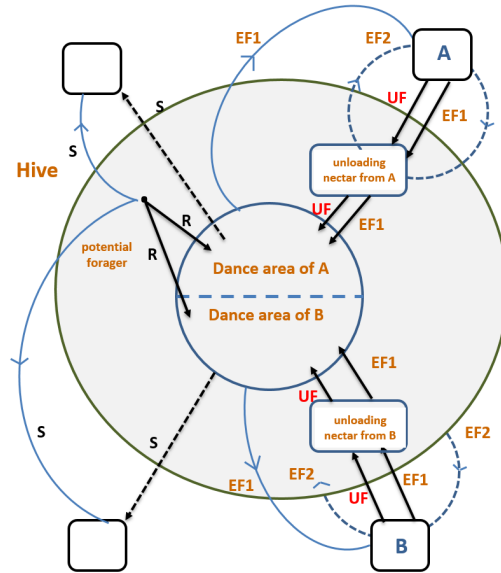 EF1
EF2
A
UF
EF1
S
S
Hive
unloading
nectar from A
UF
EF1
R
potential
forager
R
Dance area of A
Dance area of B
EF1
UF
unloading
nectar from B
EF2
S
S
EF1
EF2
UF
EF1
B